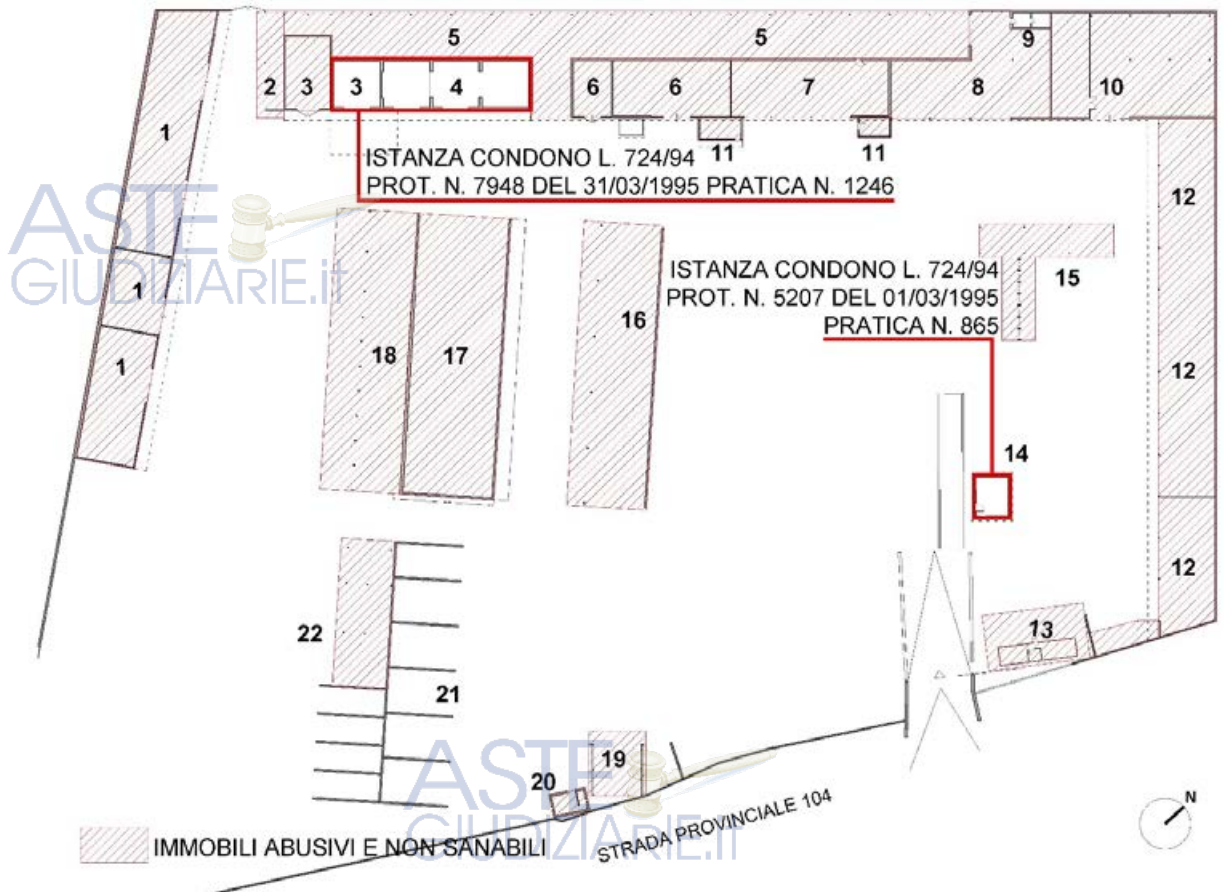 5 5 9
2 3 3 4 6 6 7 8 10
1
11 11
ISTANZA CONDONO L. 724/94
PROT. N. 7948 DEL 31/03/1995 PRATICA N. 1246
12
ASTE
GIUDIZIARIE.it
1
ISTANZA CONDONO L. 724/94
PROT. N. 5207 DEL 01/03/1995
PRATICA N. 865
15
16
18 17
1
12
14
12
13
22
21
19
20
ASTE
GIUDIZIARIE.it
STRADA PROVINCIALE 104
N
IMMOBILI ABUSIVI E NON SANABILI